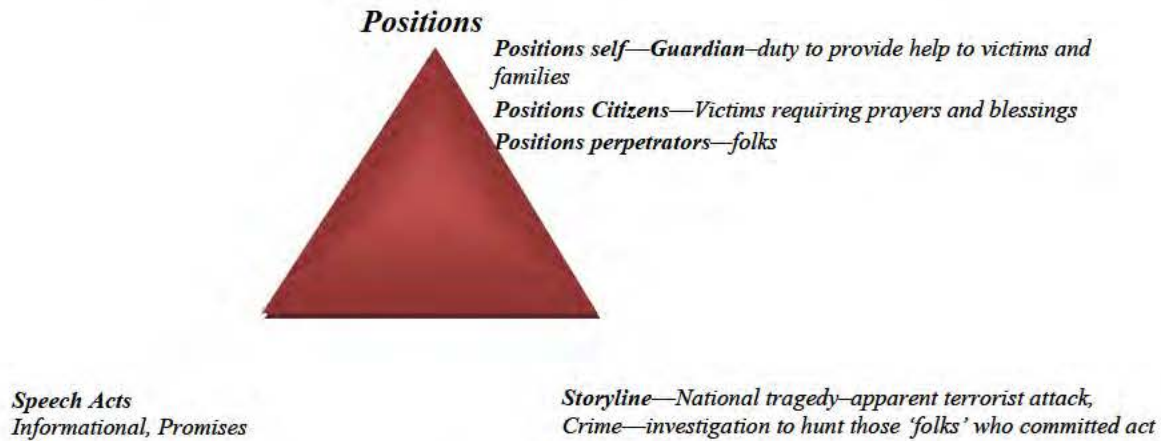 Positions
Positions self—Guardian–duty to provide help to victims and
families
Positions Citizens—Victims requiring prayers and blessings
Positions perpetrators—folks
Speech Acts
Informational, Promises
Storyline—National tragedy–apparent terrorist attack,
Crime—investigation to hunt those ‘folks’ who committed act